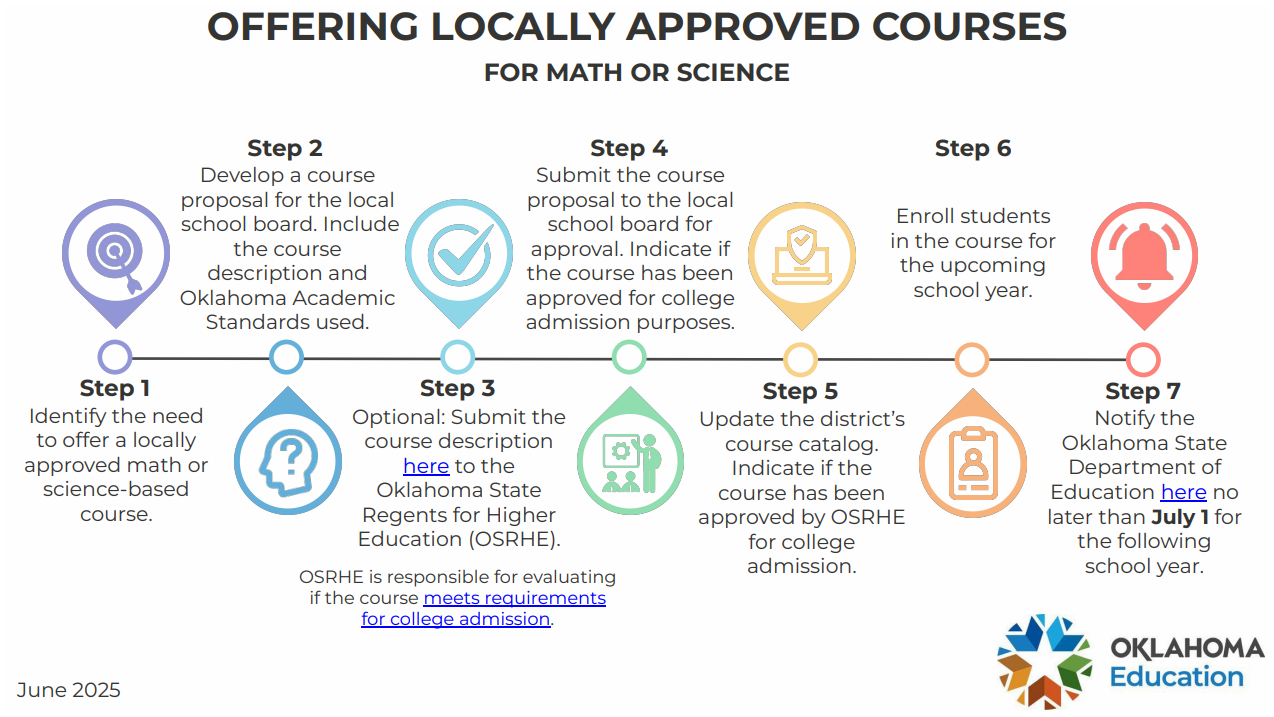 OFFERING LOCALLY APPROVED COURSES
FOR MATH OR SCIENCE
Step 1
Identify the need
to offer a locally
approved math or
science-based
course.
Step 2
Develop a course
proposal for the local
school board. Include
the course
description and
Oklahoma Academic
Standards used.
?
Step 3
Optional: Submit the
course description
here to the
Oklahoma State
Regents for Higher
Education (OSRHE).
OSRHE is responsible for evaluating
if the course meets requirements
for college admission.
Step 4
Submit the course
proposal to the local
school board for
approval. Indicate if
the course has been
approved for college
admission purposes.
Step 5
Update the district’s
course catalog.
Indicate if the
course has been
approved by OSRHE
for college
admission.
Step 6
Enroll students
in the course for
the upcoming
school year.
Step 7
Notify the
Oklahoma State
Department of
Education here no
later than July 1 for
the following
school year.
June 2025
OKLAHOMA
Education